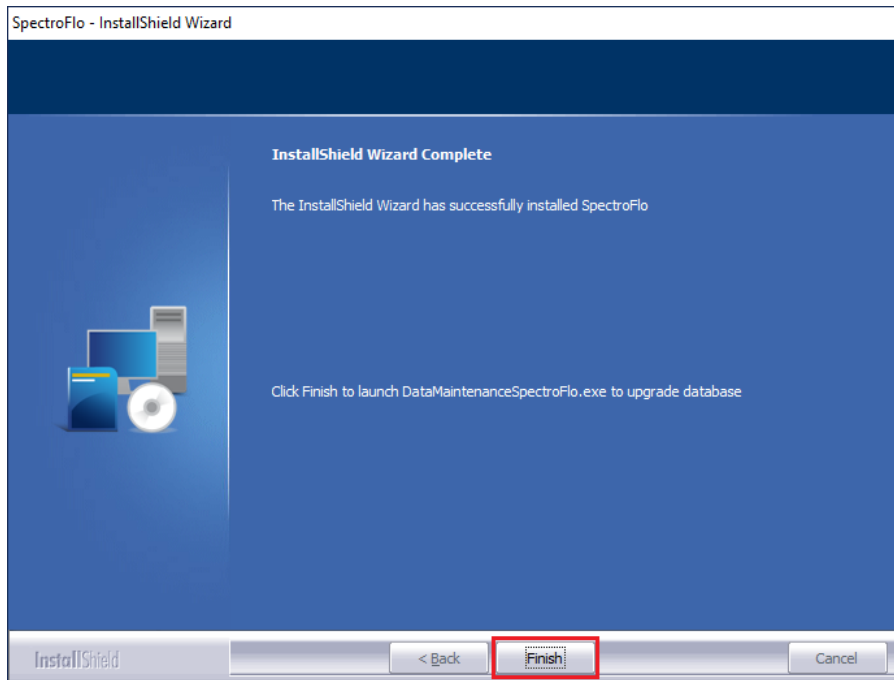 SpectroFlo - InstallShield Wizard
InstallShield Wizard Complete
The InstallShield Wizard has successfully installed SpectroFlo
Click Finish to launch DataMaintenanceSpectroFlo.exe to upgrade database
InstallShield
< Back
Finish
Cancel